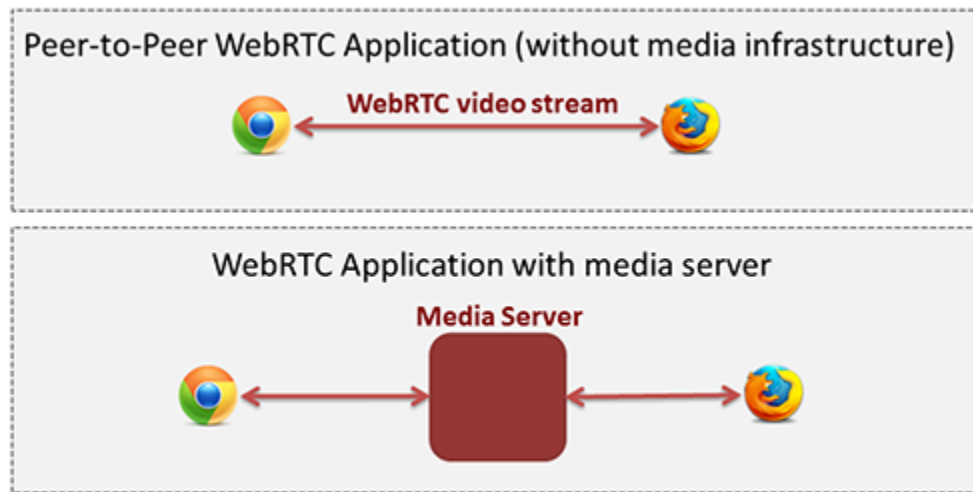 Peer-to-Peer WebRTC Application (without media infrastructure)
WebRTC video stream
WebRTC Application with media server
Media Server